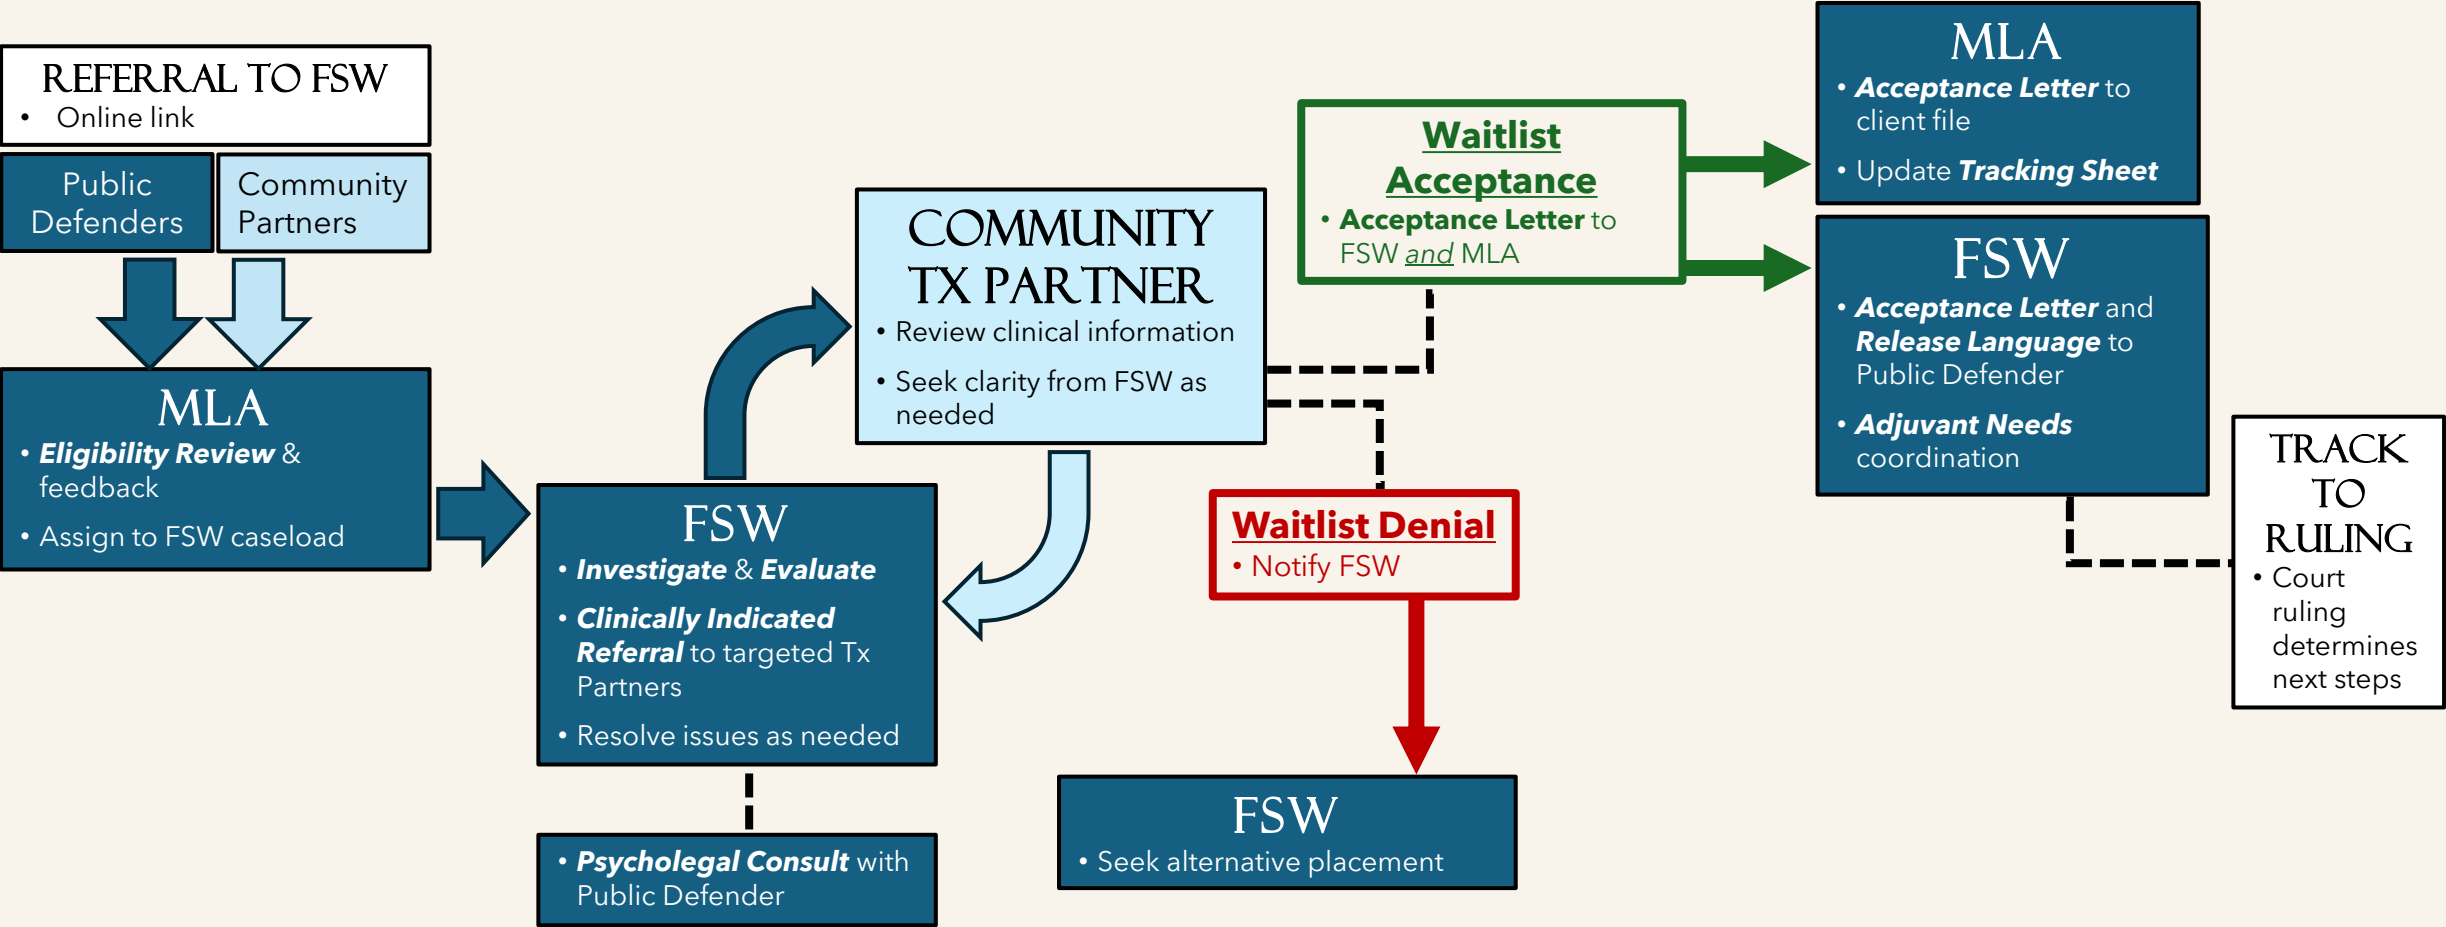 REFERRAL TO FSW
• Online link
Public
Defenders
Community
Partners
MLA
• Eligibility Review &
feedback
• Assign to FSW caseload
FSW
• Investigate & Evaluate
• Clinically Indicated
Referral to targeted Tx
Partners
• Resolve issues as needed
• Psycholegal Consult with
Public Defender
COMMUNITY
TX PARTNER
• Review clinical information
• Seek clarity from FSW as
needed
Waitlist
Acceptance
• Acceptance Letter to
FSW and MLA
Waitlist Denial
• Notify FSW
FSW
• Seek alternative placement
MLA
• Acceptance Letter to
client file
• Update Tracking Sheet
FSW
• Acceptance Letter and
Release Language to
Public Defender
• Adjuvant Needs
coordination
TRACK
TO
RULING
• Court
ruling
determines
next steps